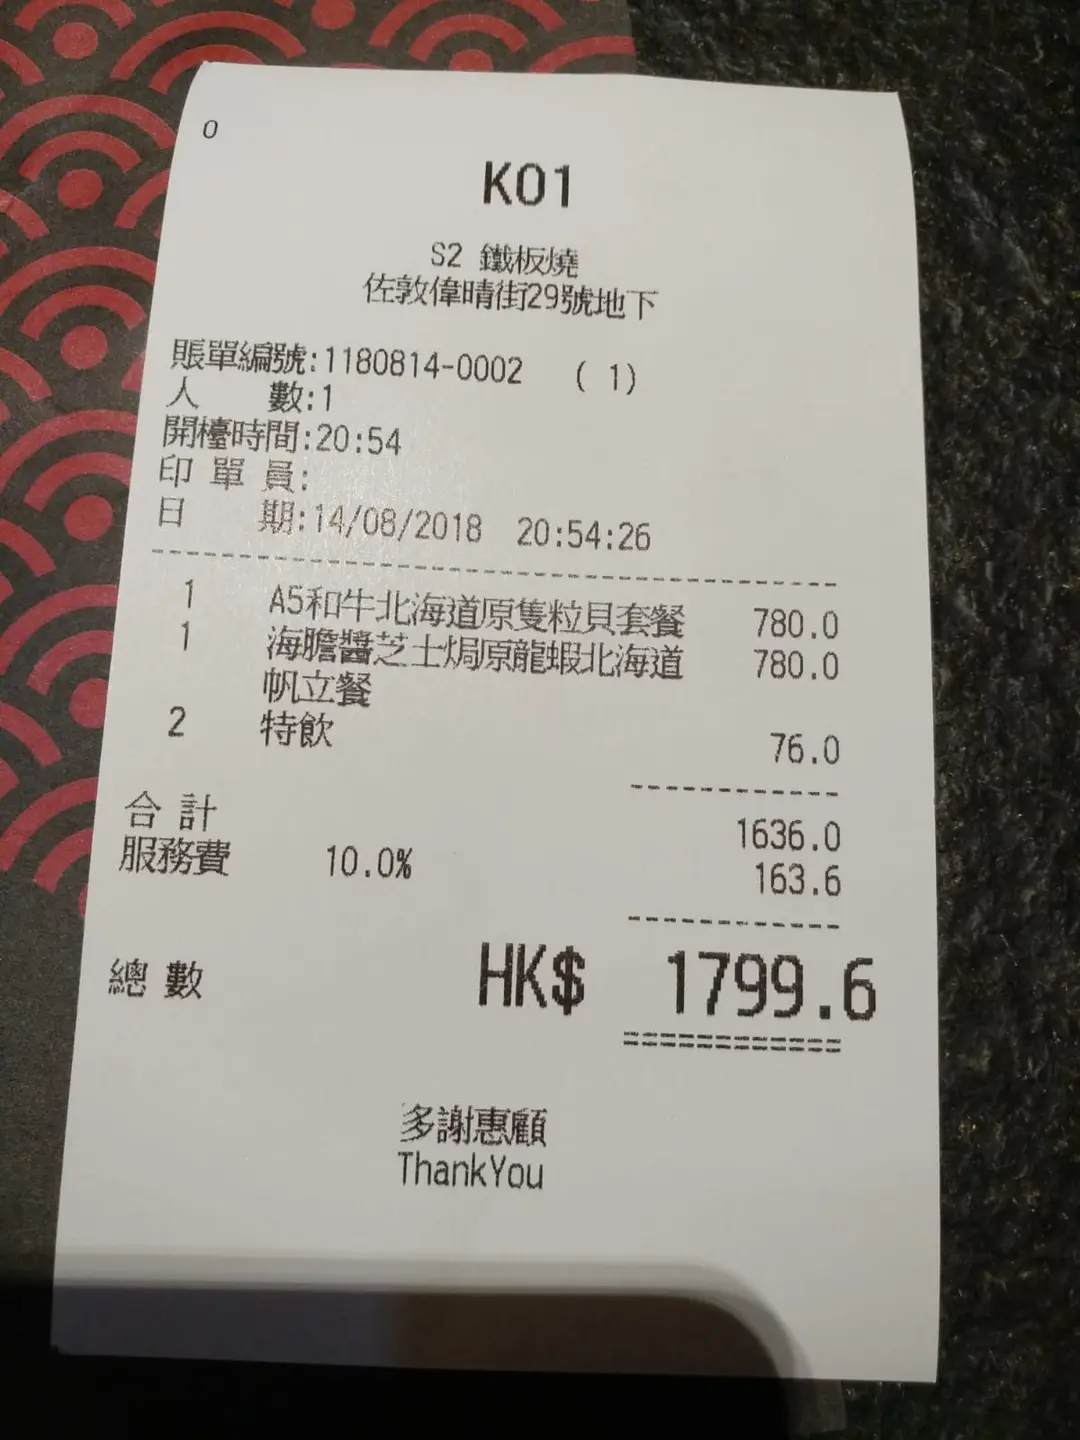 0
K01
S2 鐵板燒
佐敦偉晴街29號地下
賬單編號:1180814-0002 ( 1)
人 數:1
開檯時間:20:54
印 單 員:
日 期:14/08/2018 20:54:26
1 A5和牛北海道原隻粒貝套餐 780.0
1 海膽醬芝士焗原龍蝦北海道 780.0
帆立餐
2 特飲 76.0
合 計 1636.0
服務費 10.0% 163.6
總 數 HK$ 1799.6
多謝惠顧
ThankYou